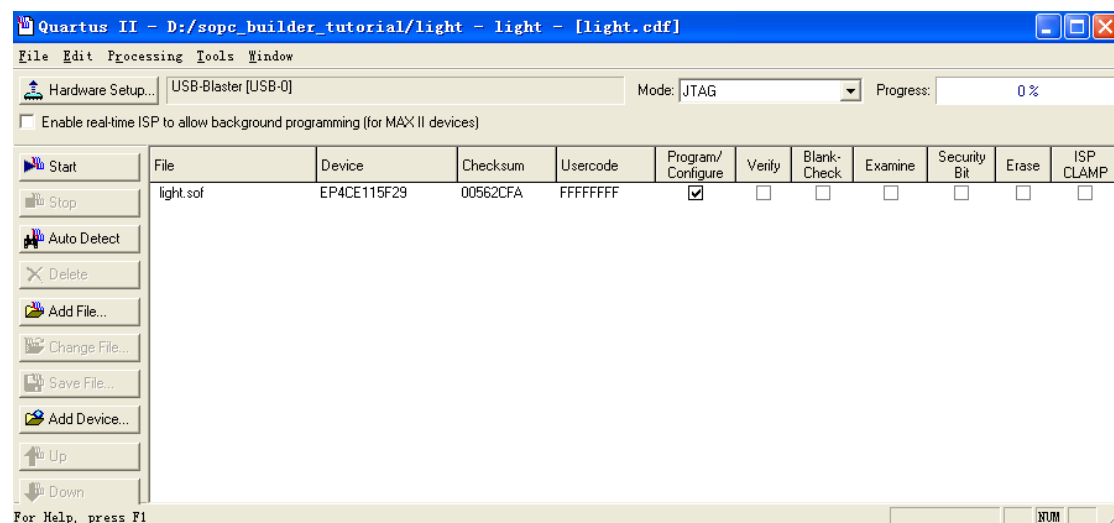 Quartus II - D:/sopc_builder_tutorial/light - light - [light.cdf]
File Edit Processing Tools Window
Hardware Setup... USB-Blaster [USB-0] Mode: JTAG Progress: 0 %
Enable real-time ISP to allow background programming (for MAX II devices)
Start
Stop
Auto Detect
Delete
Add File...
Change File...
Save File...
Add Device...
Up
Down
File Device Checksum Usercode Program/Configure Verify Blank-Check Examine Security Bit Erase ISP CLAMP
light.sof EP4CE115F29 00562CFA FFFFFFFF
For Help, press F1 NUM